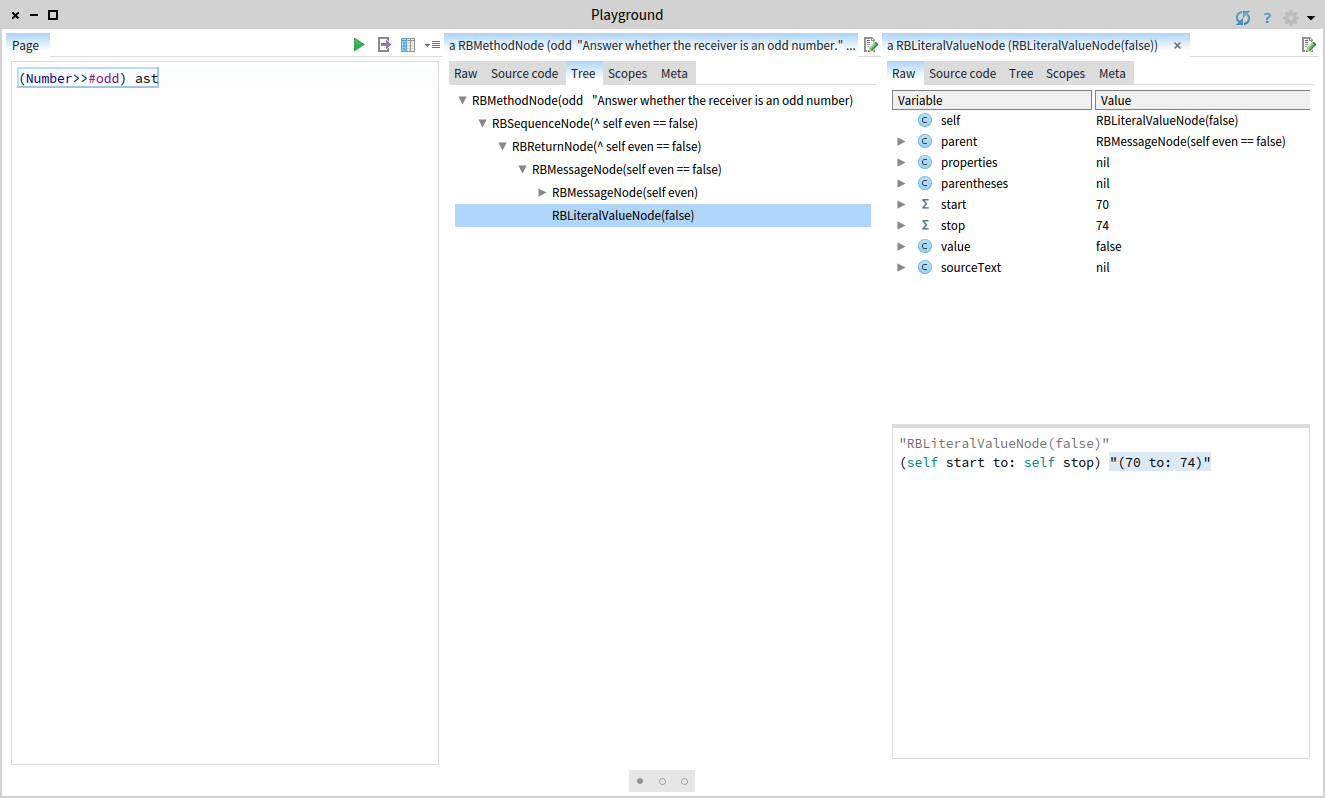 Playground
?
Page
(Number>>#odd) ast
a RBMethodNode (odd "Answer whether the receiver is an odd number." ...
Raw Source code Tree Scopes Meta
RBMethodNode(odd "Answer whether the receiver is an odd number)
RBSequenceNode(^ self even == false)
RBReturnNode(^ self even == false)
RBMessageNode(self even == false)
RBMessageNode(self even)
RBLiteralValueNode(false)
a RBLiteralValueNode (RBLiteralValueNode(false))
Raw Source code Tree Scopes Meta
Variable Value
C self RBLiteralValueNode(false)
C parent RBMessageNode(self even == false)
C properties nil
C parentheses nil
Σ start 70
Σ stop 74
C value false
C sourceText nil
"RBLiteralValueNode(false)"
(self start to: self stop) "(70 to: 74)"